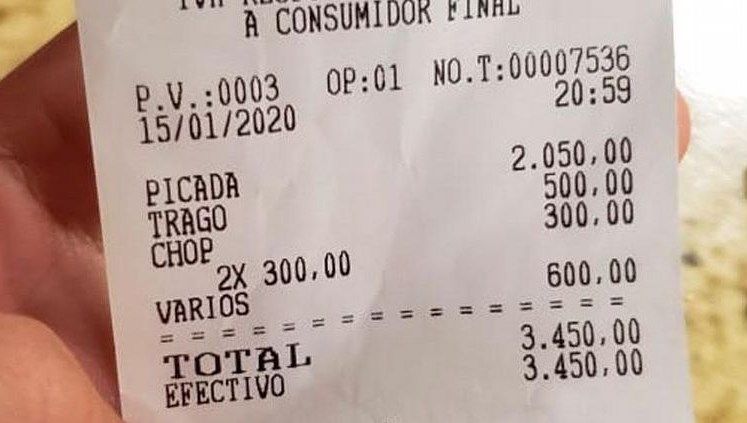 A CONSUMIDOR FINAL
P.V.:0003 OP:01 NO.T:00007536
15/01/2020 20:59
PICADA 2.050,00
TRAGO 500,00
CHOP 300,00
2X 300,00
VARIOS 600,00
= = = = = = = = = = = = = = = =
TOTAL 3.450,00
EFECTIVO 3.450,00